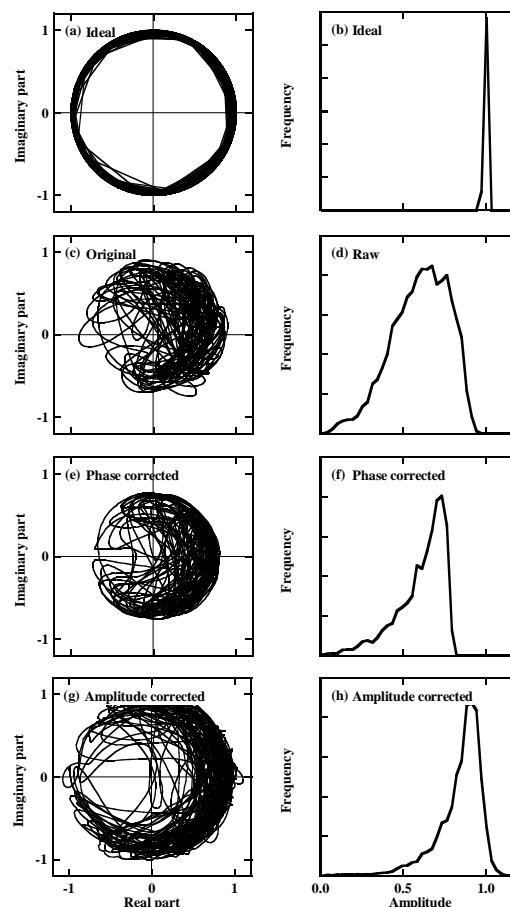 (a) Ideal
Imaginary part
1
0
-1
(b) Ideal
Frequency
(c) Original
Imaginary part
1
0
-1
(d) Raw
Frequency
(e) Phase corrected
Imaginary part
1
0
-1
(f) Phase corrected
Frequency
(g) Amplitude corrected
Imaginary part
1
0
-1
-1 0 1
Real part
(h) Amplitude corrected
Frequency
0.0 0.5 1.0
Amplitude